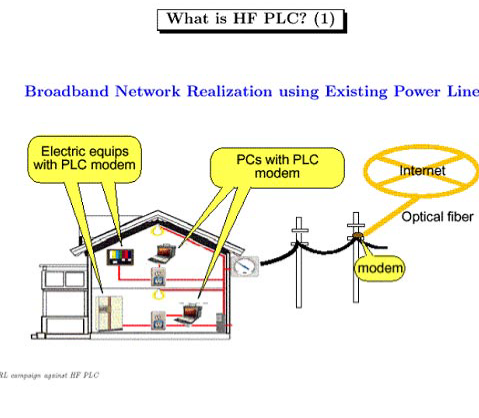 What is HF PLC? (1)
Broadband Network Realization using Existing Power Line
Electric equips
with PLC modem
PCs with PLC
modem
Internet
Optical fiber
modem
RL campaign against HF PLC